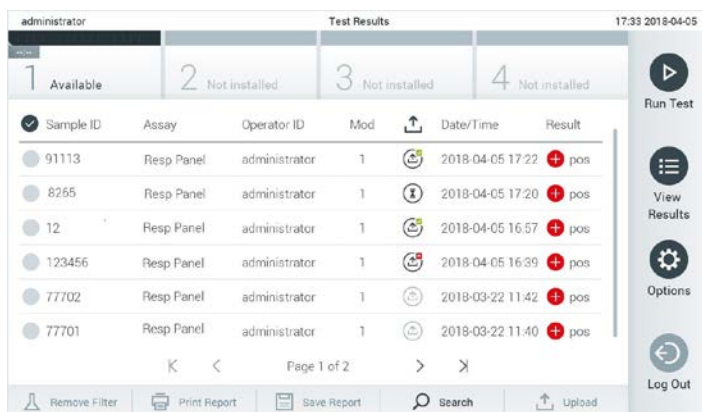 administrator Test Results 17:33 2018-04-05
1 Available 2 Not installed 3 Not installed 4 Not installed
Run Test
Sample ID Assay Operator ID Mod Date/Time Result
91113 Resp Panel administrator 1 2018-04-05 17:22 pos
8265 Resp Panel administrator 1 2018-04-05 17:20 pos
View Results
12 Resp Panel administrator 1 2018-04-05 16:57 pos
123456 Resp Panel administrator 1 2018-04-05 16:39 pos
Options
77702 Resp Panel administrator 1 2018-03-22 11:42 pos
77701 Resp Panel administrator 1 2018-03-22 11:40 pos
Page 1 of 2
Log Out
Remove Filter Print Report Save Report Search Upload